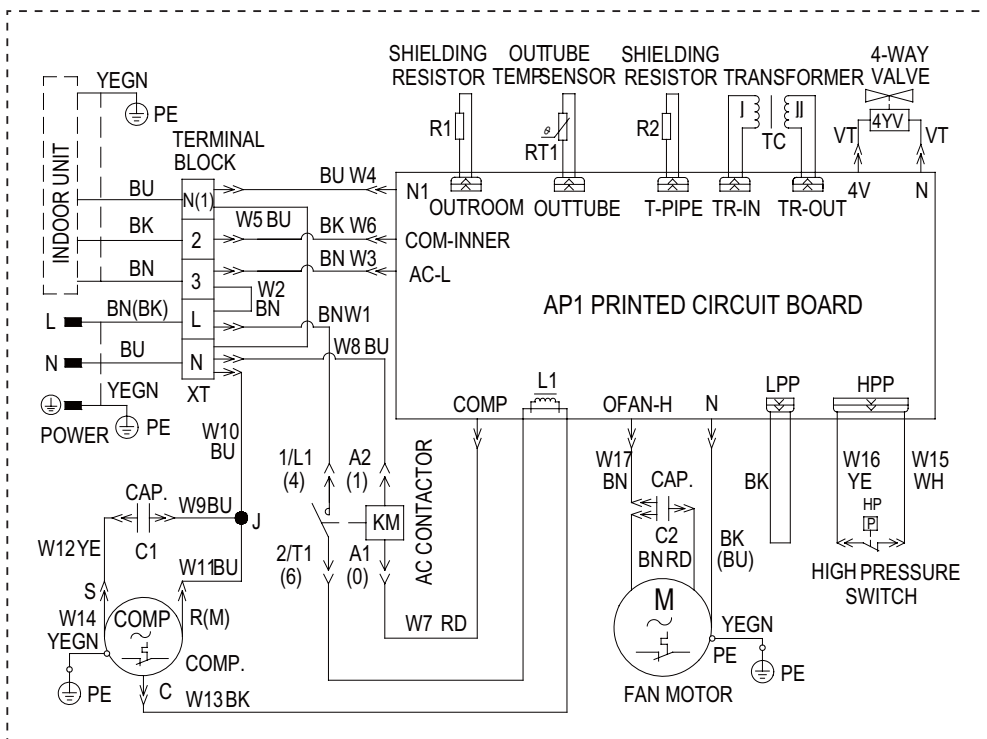 YEGN
PE
INDOOR UNIT
TERMINAL
BLOCK
BU
BK
BN
N(1)
2
3
L
N
XT
BU W4
W5 BU
BK W6
BN W3
W2
BN
BNW1
W8 BU
L
BN(BK)
N
BU
YEGN
PE
POWER
SHIELDING
RESISTOR
R1
OUTTUBE
TEMPSENSOR
θ
RT1
SHIELDING
RESISTOR
R2
TRANSFORMER
TC
4-WAY
VALVE
4YV
VT
VT
N1
OUTROOM
OUTTUBE
T-PIPE
TR-IN
TR-OUT
4V
N
COM-INNER
AC-L
AP1 PRINTED CIRCUIT BOARD
COMP
L1
OFAN-H
N
LPP
HPP
W10
BU
1/L1
(4)
A2
(1)
KM
AC CONTACTOR
2/T1
(6)
A1
(0)
W7 RD
CAP.
C1
W9BU
J
W12YE
W11BU
S
R(M)
COMP
W14
YEGN
PE
COMP.
C
W13BK
W17
BN
CAP.
C2
BNRD
BK
(BU)
M
YEGN
PE
PE
FAN MOTOR
BK
W16
YE
W15
WH
HP
P
HIGH PRESSURE
SWITCH